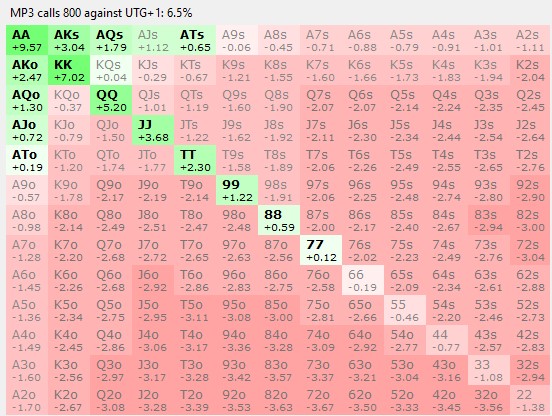 MP3 calls 800 against UTG+1: 6.5%
AA AKs AQs AJs ATs A9s A8s A7s A6s A5s A4s A3s A2s
+9.57 +3.04 +1.79 +1.12 +0.65 -0.06 -0.45 -0.71 -0.88 -0.79 -0.91 -1.01 -1.11
AKo KK KQs KJs KTs K9s K8s K7s K6s K5s K4s K3s K2s
+2.47 +7.02 +0.04 -0.29 -0.67 -1.21 -1.55 -1.60 -1.66 -1.73 -1.83 -1.94 -2.04
AQo KQo QQ QJs QTs Q9s Q8s Q7s Q6s Q5s Q4s Q3s Q2s
+1.30 -0.37 +5.20 -1.01 -1.19 -1.60 -1.90 -2.07 -2.07 -2.14 -2.24 -2.35 -2.45
AJo KJo QJo JJ JTs J9s J8s J7s J6s J5s J4s J3s J2s
+0.72 -0.79 -1.50 +3.68 -1.22 -1.62 -1.92 -2.11 -2.30 -2.34 -2.44 -2.54 -2.64
ATo KTo QTo JTo TT T9s T8s T7s T6s T5s T4s T3s T2s
+0.19 -1.20 -1.74 -1.77 +2.30 -1.58 -1.89 -2.06 -2.26 -2.49 -2.55 -2.65 -2.76
A9o K9o Q9o J9o T9o 99 98s 97s 96s 95s 94s 93s 92s
-0.57 -1.78 -2.17 -2.19 -2.14 +1.22 -1.91 -2.06 -2.25 -2.48 -2.74 -2.80 -2.90
A8o K8o Q8o J8o T8o 98o 88 87s 86s 85s 84s 83s 82s
-0.98 -2.14 -2.49 -2.51 -2.47 -2.48 +0.59 -2.00 -2.17 -2.40 -2.67 -2.94 -3.00
A7o K7o Q7o J7o T7o 97o 87o 77 76s 75s 74s 73s 72s
-1.28 -2.20 -2.68 -2.72 -2.65 -2.63 -2.56 +0.12 -2.02 -2.23 -2.49 -2.76 -3.04
A6o K6o Q6o J6o T6o 96o 86o 76o 66 65s 64s 63s 62s
-1.45 -2.26 -2.68 -2.92 -2.86 -2.83 -2.75 -2.58 -0.19 -2.09 -2.34 -2.61 -2.88
A5o K5o Q5o J5o T5o 95o 85o 75o 65o 55 54s 53s 52s
-1.36 -2.34 -2.75 -2.95 -3.11 -3.08 -3.00 -2.81 -2.66 -0.46 -2.20 -2.46 -2.73
A4o K4o Q4o J4o T4o 94o 84o 74o 64o 54o 44 43s 42s
-1.49 -2.45 -2.86 -3.06 -3.17 -3.36 -3.28 -3.09 -2.92 -2.77 -0.77 -2.57 -2.83
A3o K3o Q3o J3o T3o 93o 83o 73o 63o 53o 43o 33 32s
-1.60 -2.56 -2.97 -3.17 -3.28 -3.42 -3.57 -3.37 -3.21 -3.04 -3.16 -1.08 -2.94
A2o K2o Q2o J2o T2o 92o 82o 72o 62o 52o 42o 32o 22
-1.70 -2.67 -3.08 -3.28 -3.39 -3.53 -3.63 -3.67 -3.50 -3.33 -3.45 -3.56 -1.38